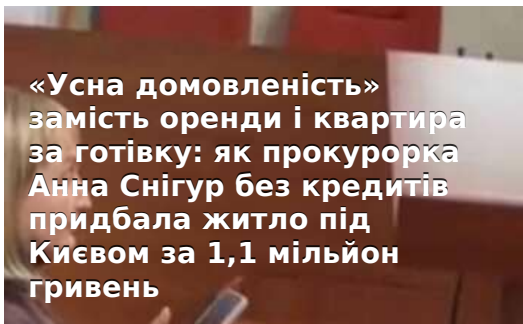 «Усна домовленість»
замість оренди і квартира
за готівку: як прокурорка
Анна Снігур без кредитів
придбала житло під
Києвом за 1,1 мільйон
гривень